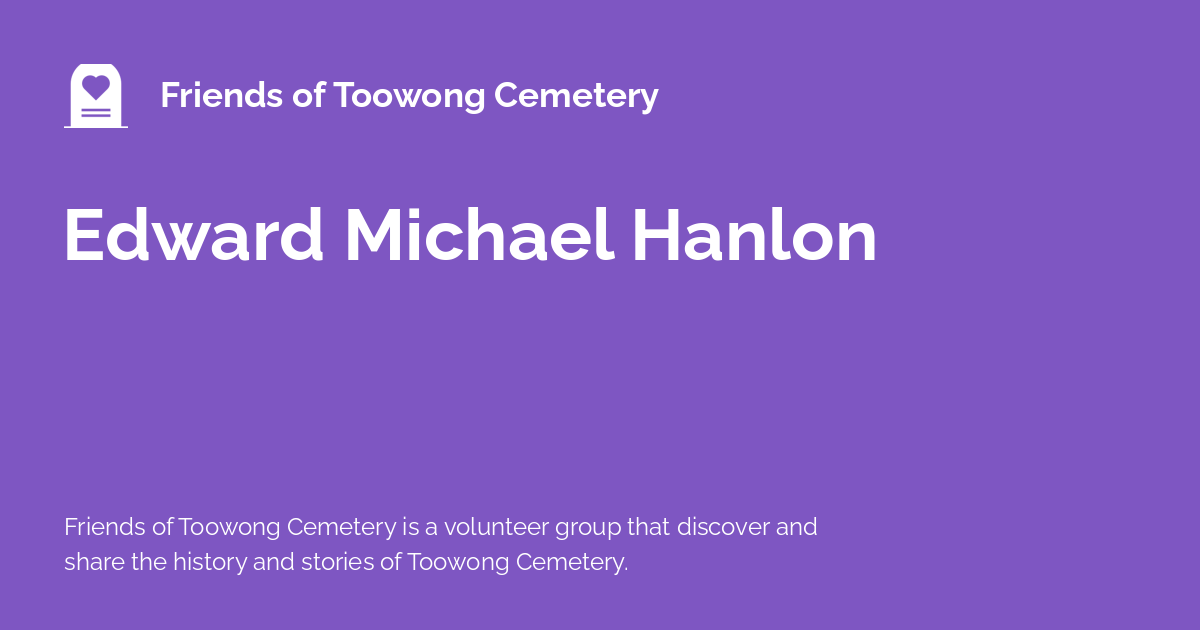 Friends of Toowong Cemetery
Edward Michael Hanlon
Friends of Toowong Cemetery is a volunteer group that discover and
share the history and stories of Toowong Cemetery.